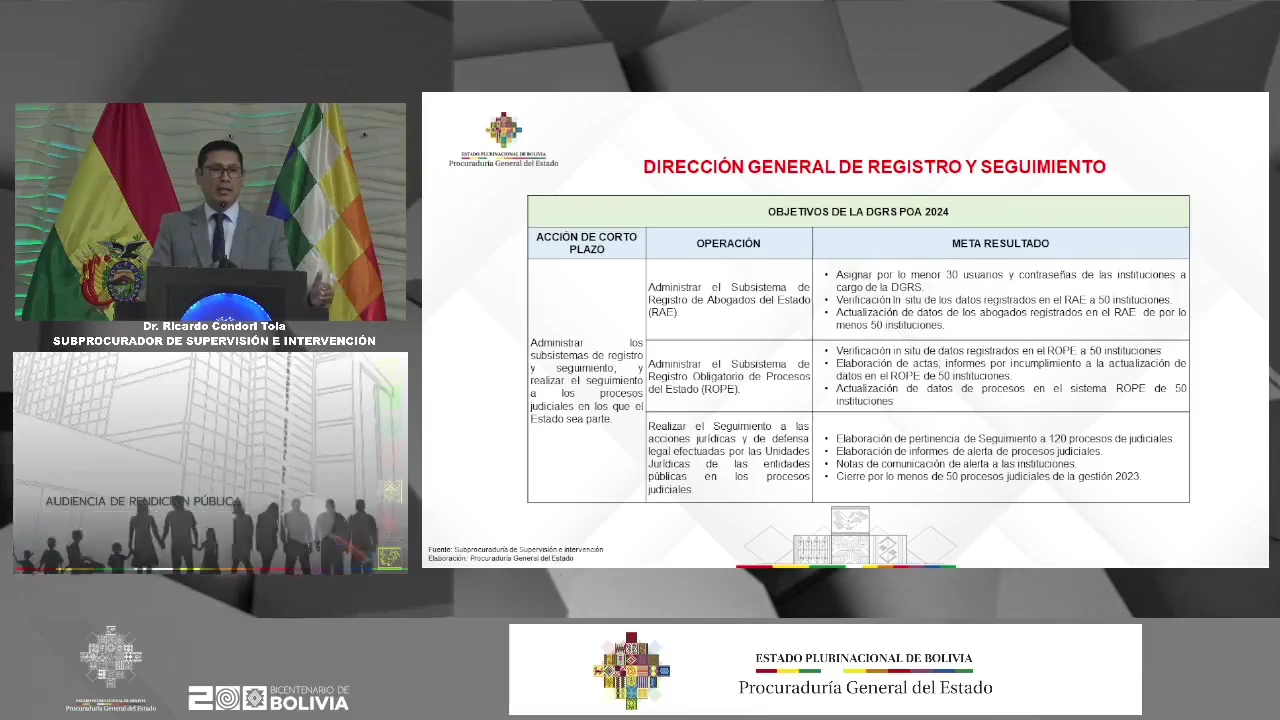 Dr. Ricardo Condori Tola
SUBPROCURADOR DE SUPERVISIÓN E INTERVENCIÓN
AUDIENCIA DE RENDICIÓN PÚBLICA
ESTADO PLURINACIONAL DE BOLIVIA
Procuraduría General del Estado
DIRECCIÓN GENERAL DE REGISTRO Y SEGUIMIENTO
OBJETIVOS DE LA DGRS POA 2024
ACCIÓN DE CORTO
PLAZO
OPERACIÓN
META RESULTADO
Administrar los
subsistemas de registro
y seguimiento; y
realizar el seguimiento
a los procesos
judiciales en los que el
Estado sea parte.
Administrar el Subsistema de
Registro de Abogados del Estado
(RAE).
• Asignar por lo menor 30 usuarios y contraseñas de las instituciones a
cargo de la DGRS.
• Verificación in situ de los datos registrados en el RAE a 50 instituciones.
• Actualización de datos de los abogados registrados en el RAE de por lo
menos 50 instituciones.
Administrar el Subsistema de
Registro Obligatorio de Procesos
del Estado (ROPE).
• Verificación in situ de datos registrados en el ROPE a 50 instituciones
• Elaboración de actas, informes por incumplimiento a la actualización de
datos en el ROPE de 50 instituciones.
• Actualización de datos de procesos en el sistema ROPE de 50
instituciones
Realizar el Seguimiento a las
acciones jurídicas y de defensa
legal efectuadas por las Unidades
Jurídicas de las entidades
públicas en los procesos
judiciales.
• Elaboración de pertinencia de Seguimiento a 120 procesos de judiciales.
• Elaboración de informes de alerta de procesos judiciales.
• Notas de comunicación de alerta a las instituciones.
• Cierre por lo menos de 50 procesos judiciales de la gestión 2023.
Fuente: Subprocuraduría de Supervisión e intervención
Elaboración: Procuraduría General del Estado
ESTADO PLURINACIONAL DE BOLIVIA
Procuraduría General del Estado
200 BICENTENARIO DE
BOLIVIA
ESTADO PLURINACIONAL DE BOLIVIA
Procuraduría General del Estado